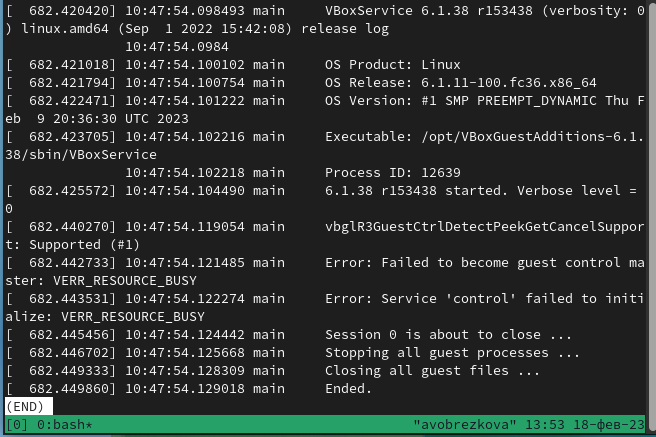 [  682.420420] 10:47:54.098493 main     VBoxService 6.1.38 r153438 (verbosity: 0
) linux.amd64 (Sep  1 2022 15:42:08) release log
               10:47:54.0984
[  682.421018] 10:47:54.100102 main     OS Product: Linux
[  682.421794] 10:47:54.100754 main     OS Release: 6.1.11-100.fc36.x86_64
[  682.422471] 10:47:54.101222 main     OS Version: #1 SMP PREEMPT_DYNAMIC Thu F
eb  9 20:36:30 UTC 2023
[  682.423705] 10:47:54.102216 main     Executable: /opt/VBoxGuestAdditions-6.1.
38/sbin/VBoxService
               10:47:54.102218 main     Process ID: 12639
[  682.425572] 10:47:54.104490 main     6.1.38 r153438 started. Verbose level =
0
[  682.440270] 10:47:54.119054 main     vbglR3GuestCtrlDetectPeekGetCancelSuppor
t: Supported (#1)
[  682.442733] 10:47:54.121485 main     Error: Failed to become guest control ma
ster: VERR_RESOURCE_BUSY
[  682.443531] 10:47:54.122274 main     Error: Service 'control' failed to initi
alize: VERR_RESOURCE_BUSY
[  682.445456] 10:47:54.124442 main     Session 0 is about to close ...
[  682.446702] 10:47:54.125668 main     Stopping all guest processes ...
[  682.449333] 10:47:54.128309 main     Closing all guest files ...
[  682.449860] 10:47:54.129018 main     Ended.
(END)
[0] 0:bash* "avobrezkova" 13:53 18-фев-23